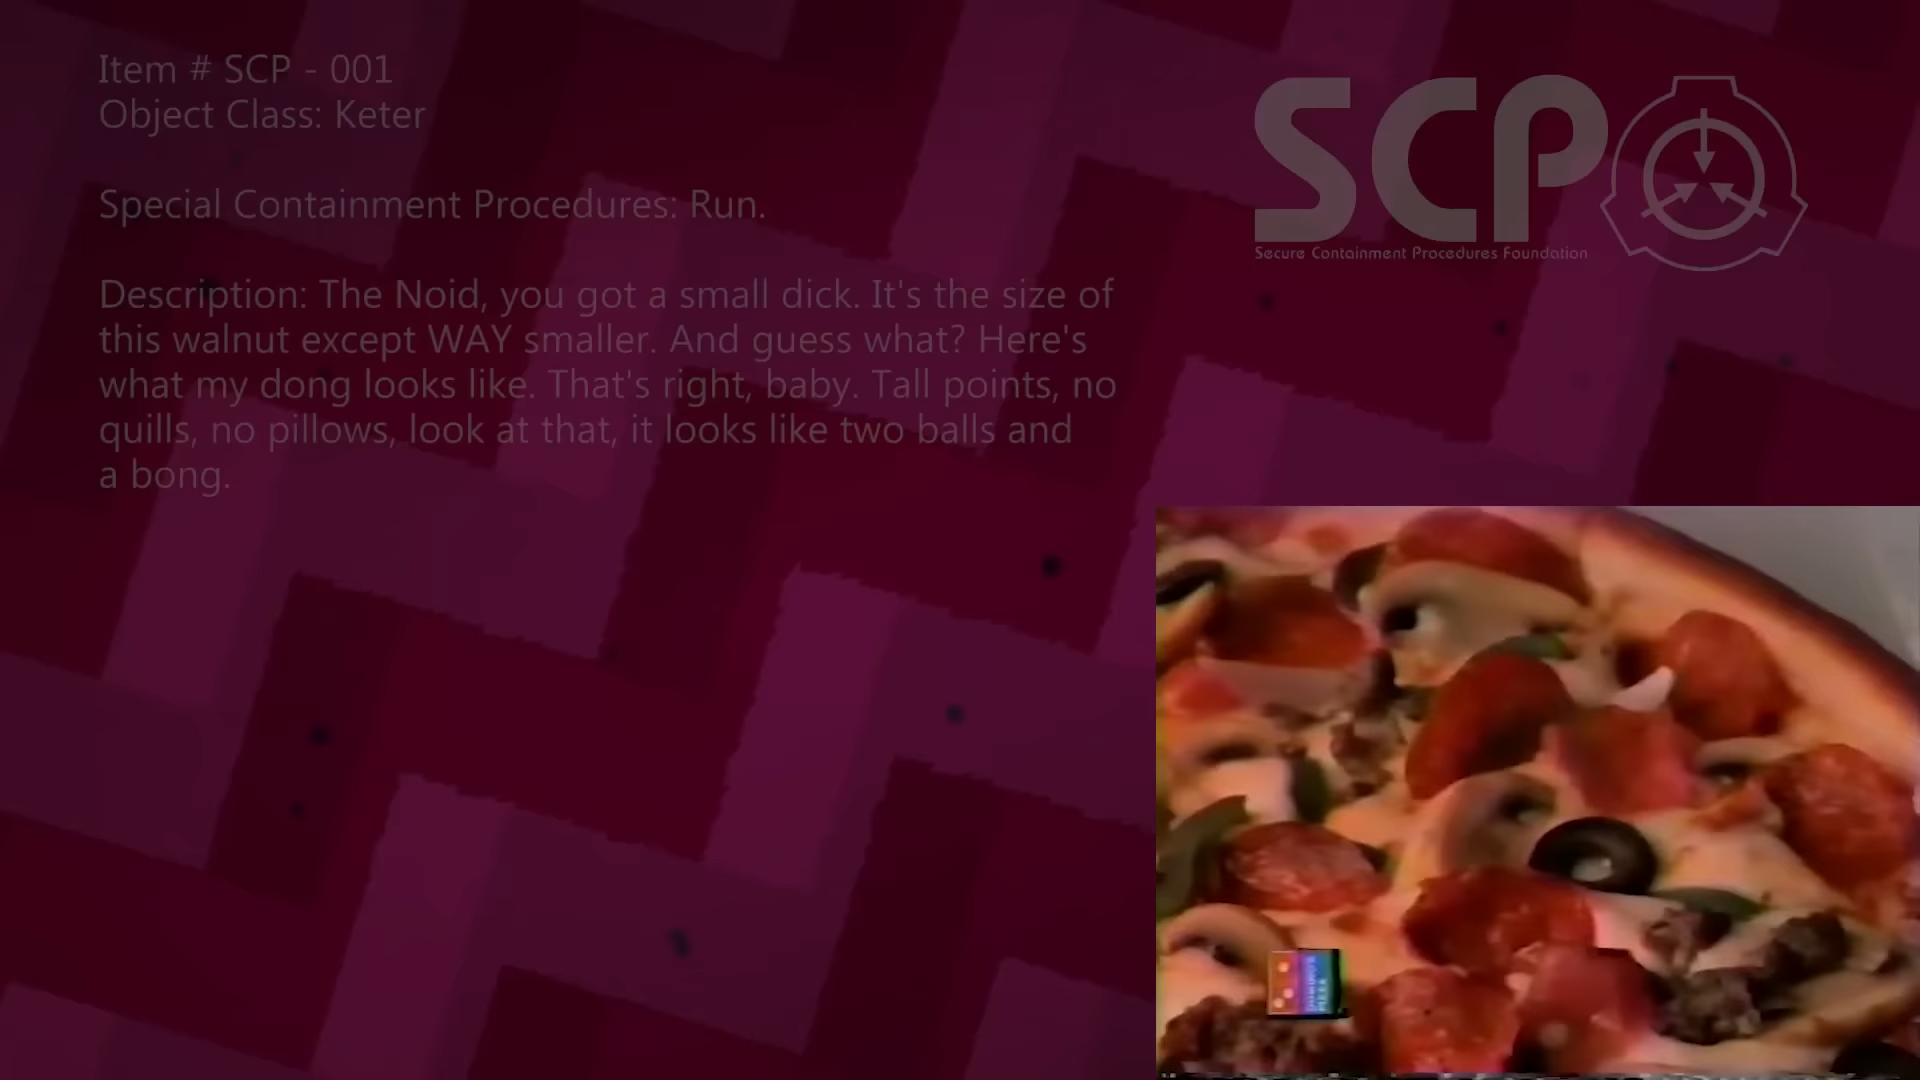 Item # SCP - 001
Object Class: Keter
Special Containment Procedures: Run.
Description: The Noid, you got a small dick. It's the size of
this walnut except WAY smaller. And guess what? Here's
what my dong looks like. That's right, baby. Tall points, no
quills, no pillows, look at that, it looks like two balls and
a bong.
SCP
Secure Containment Procedures Foundation
DOMINO'S
PIZZA